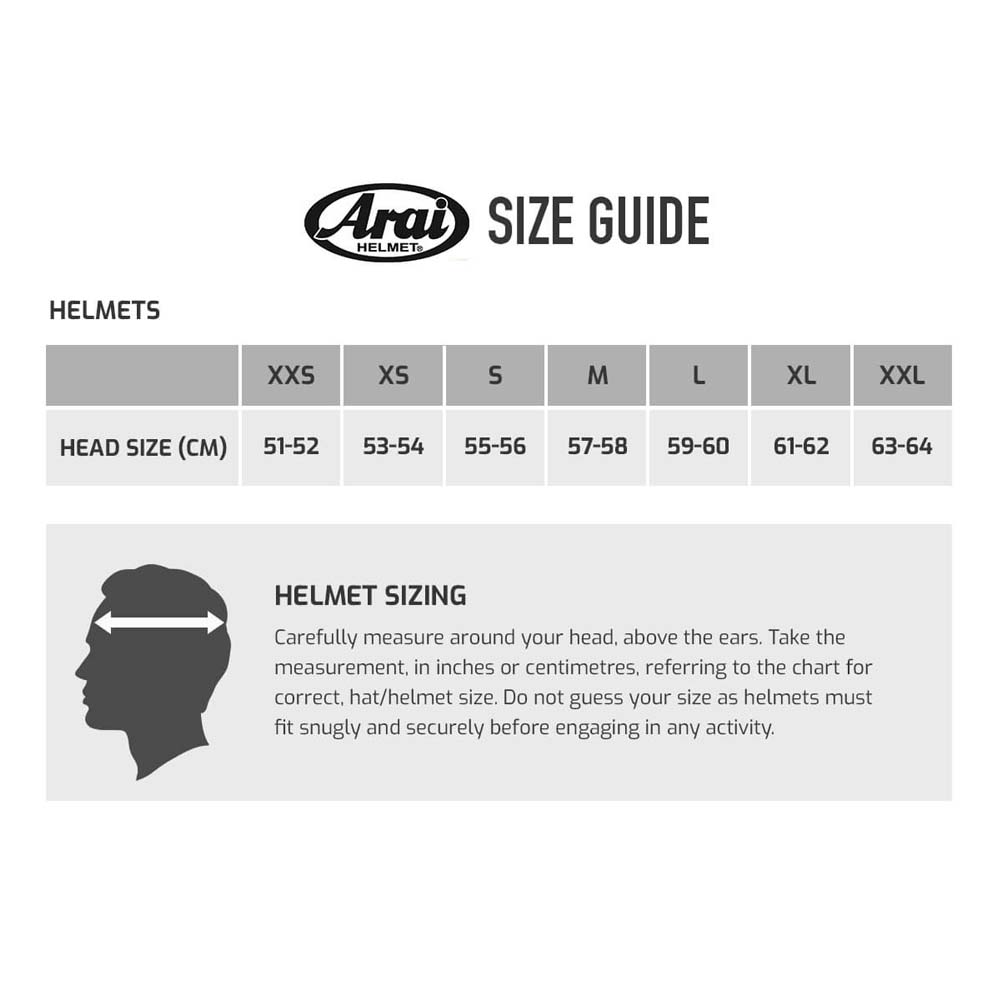 Arai SIZE GUIDE
HELMET®
HELMETS
XXS XS S M L XL XXL
HEAD SIZE (CM) 51-52 53-54 55-56 57-58 59-60 61-62 63-64
HELMET SIZING
Carefully measure around your head, above the ears. Take the
measurement, in inches or centimetres, referring to the chart for
correct, hat/helmet size. Do not guess your size as helmets must
fit snugly and securely before engaging in any activity.